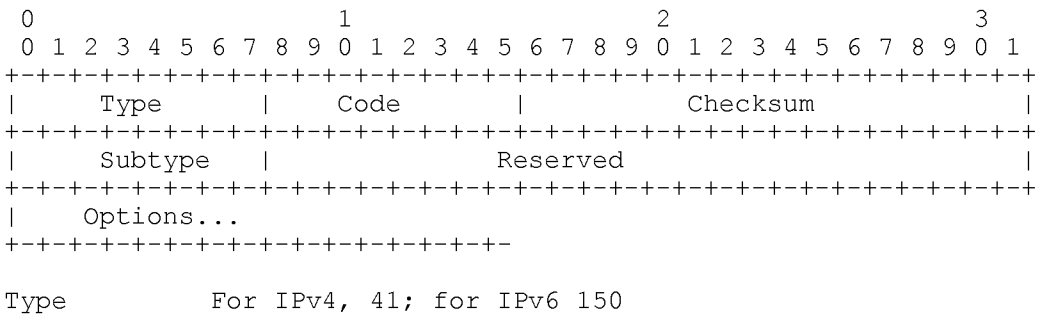 0                   1                   2                   3
 0 1 2 3 4 5 6 7 8 9 0 1 2 3 4 5 6 7 8 9 0 1 2 3 4 5 6 7 8 9 0 1
+-+-+-+-+-+-+-+-+-+-+-+-+-+-+-+-+-+-+-+-+-+-+-+-+-+-+-+-+-+-+-+-+
|     Type      |    Code       |          Checksum             |
+-+-+-+-+-+-+-+-+-+-+-+-+-+-+-+-+-+-+-+-+-+-+-+-+-+-+-+-+-+-+-+-+
|     Subtype   |              Reserved                         |
+-+-+-+-+-+-+-+-+-+-+-+-+-+-+-+-+-+-+-+-+-+-+-+-+-+-+-+-+-+-+-+-+
|    Options...
+-+-+-+-+-+-+-+-+-+-+-+-+-+-+-+-

Type             For IPv4, 41; for IPv6 150